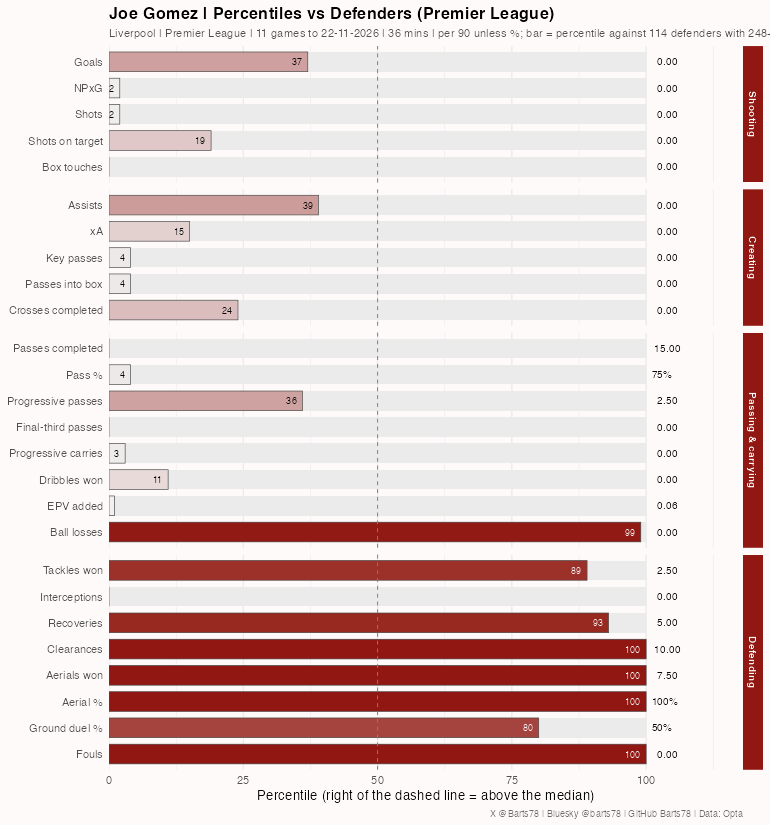 Joe Gomez | Percentiles vs Defenders (Premier League)
Liverpool | Premier League | 11 games to 22-11-2026 | 36 mins | per 90 unless %; bar = percentile against 114 defenders with 248-
Shooting
Goals 37 0.00
NPxG 2 0.00
Shots 2 0.00
Shots on target 19 0.00
Box touches 0.00
Creating
Assists 39 0.00
xA 15 0.00
Key passes 4 0.00
Passes into box 4 0.00
Crosses completed 24 0.00
Passing & carrying
Passes completed 15.00
Pass % 4 75%
Progressive passes 36 2.50
Final-third passes 0.00
Progressive carries 3 0.00
Dribbles won 11 0.00
EPV added 0.06
Ball losses 99 0.00
Defending
Tackles won 89 2.50
Interceptions 0.00
Recoveries 93 5.00
Clearances 100 10.00
Aerials won 100 7.50
Aerial % 100 100%
Ground duel % 80 50%
Fouls 100 0.00
0 25 50 75 100
Percentile (right of the dashed line = above the median)
X @Barts78 | Bluesky @barts78 | GitHub Barts78 | Data: Opta